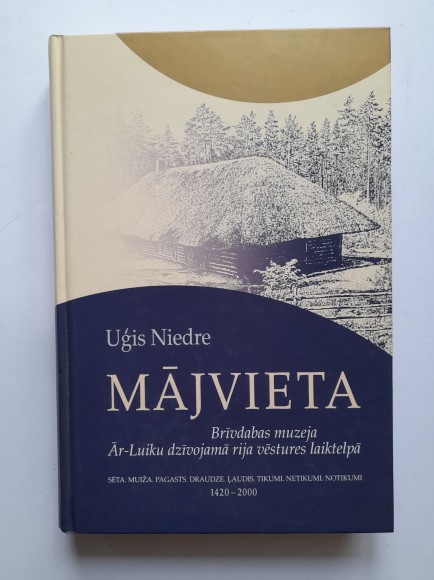 Uģis Niedre
MĀJVIETA
Brīvdabas muzeja
Ār-Luiku dzīvojamā rija vēstures laiktelpā
SĒTA. MUIŽA. PAGASTS. DRAUDZE. ĻAUDIS. TIKUMI. NETIKUMI. NOTIKUMI
1420–2000